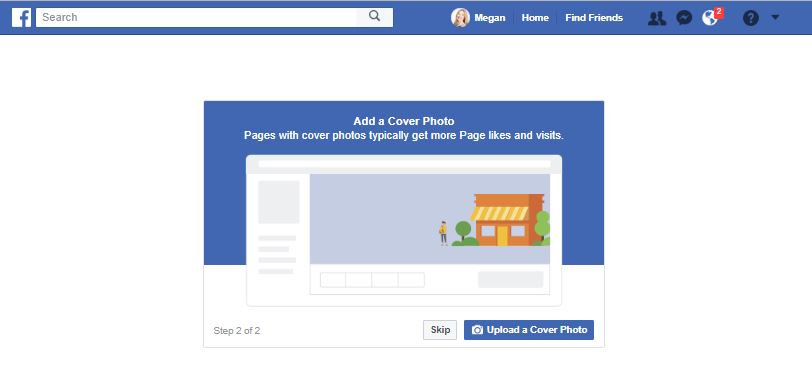 f Search Megan Home Find Friends 2 ?
Add a Cover Photo
Pages with cover photos typically get more Page likes and visits.
Step 2 of 2 Skip Upload a Cover Photo